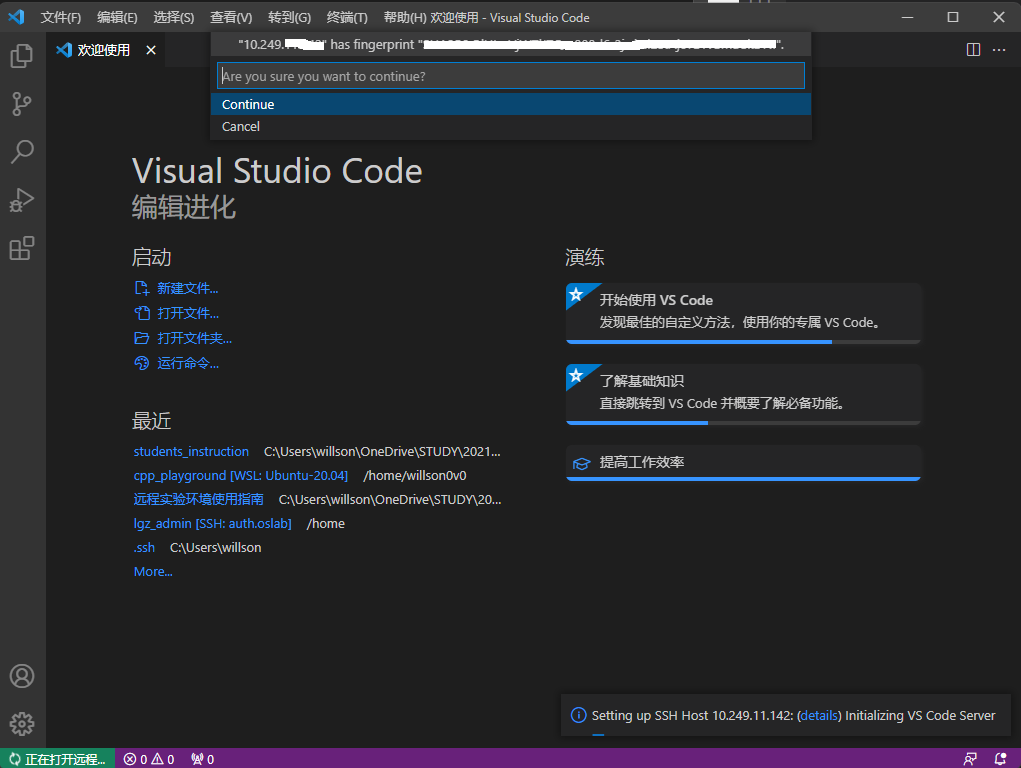 文件(F) 编辑(E) 选择(S) 查看(V) 转到(G) 终端(T) 帮助(H) 欢迎使用 - Visual Studio Code
欢迎使用
"10.249. has fingerprint " ".
Are you sure you want to continue?
Continue
Cancel
Visual Studio Code
编辑进化
启动
新建文件...
打开文件...
打开文件夹...
运行命令...
最近
students_instruction C:\Users\willson\OneDrive\STUDY\2021...
cpp_playground [WSL: Ubuntu-20.04] /home/willson0v0
远程实验环境使用指南 C:\Users\willson\OneDrive\STUDY\20...
lgz_admin [SSH: auth.oslab] /home
.ssh C:\Users\willson
More...
演练
开始使用 VS Code
发现最佳的自定义方法，使用你的专属 VS Code。
了解基础知识
直接跳转到 VS Code 并概要了解必备功能。
提高工作效率
Setting up SSH Host 10.249.11.142: (details) Initializing VS Code Server
正在打开远程... 0 0 0